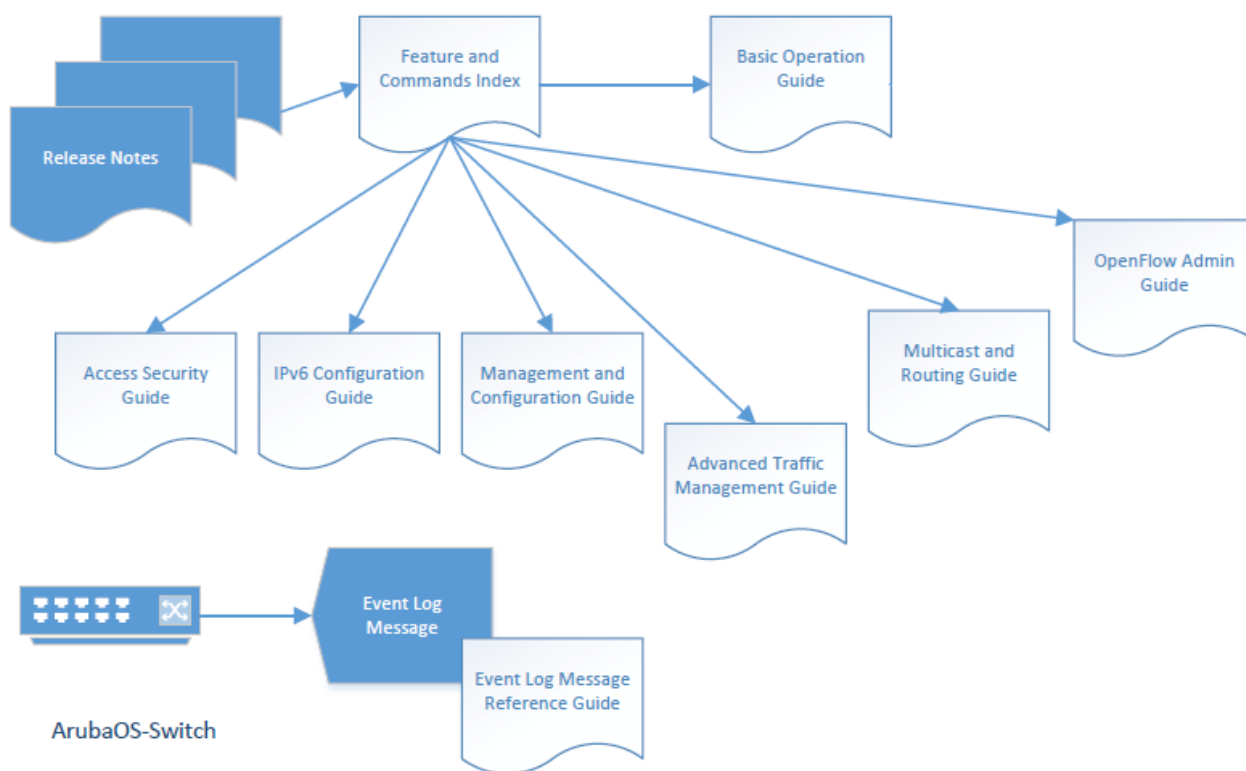 Feature and
Commands Index
Basic Operation
Guide
Release Notes
OpenFlow Admin
Guide
Access Security
Guide
IPv6 Configuration
Guide
Management and
Configuration Guide
Multicast and
Routing Guide
Advanced Traffic
Management Guide
Event Log
Message
Event Log Message
Reference Guide
ArubaOS-Switch